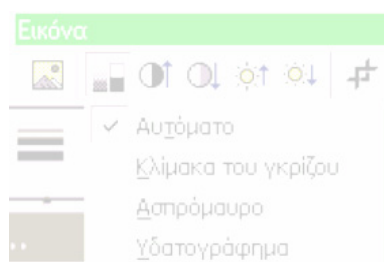 Εικόνα
Αυτόματο
Κλίμακα του γκρίζου
Ασπρόμαυρο
Υδατογράφημα